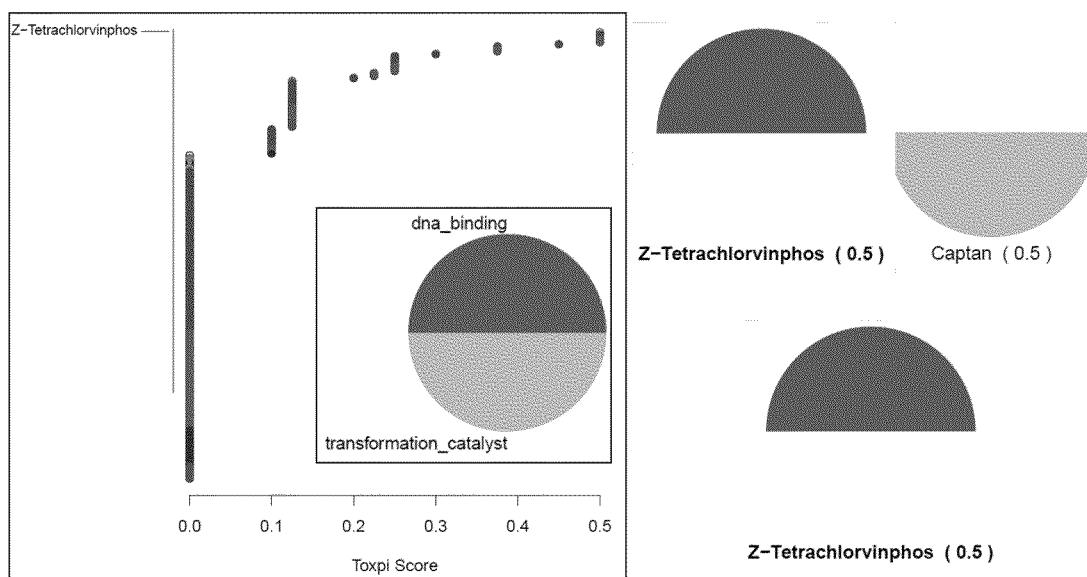 Z−Tetrachlorvinphos
dna_binding
transformation_catalyst
0.0 0.1 0.2 0.3 0.4 0.5
Toxpi Score
Z−Tetrachlorvinphos ( 0.5 )
Captan ( 0.5 )
Z−Tetrachlorvinphos ( 0.5 )